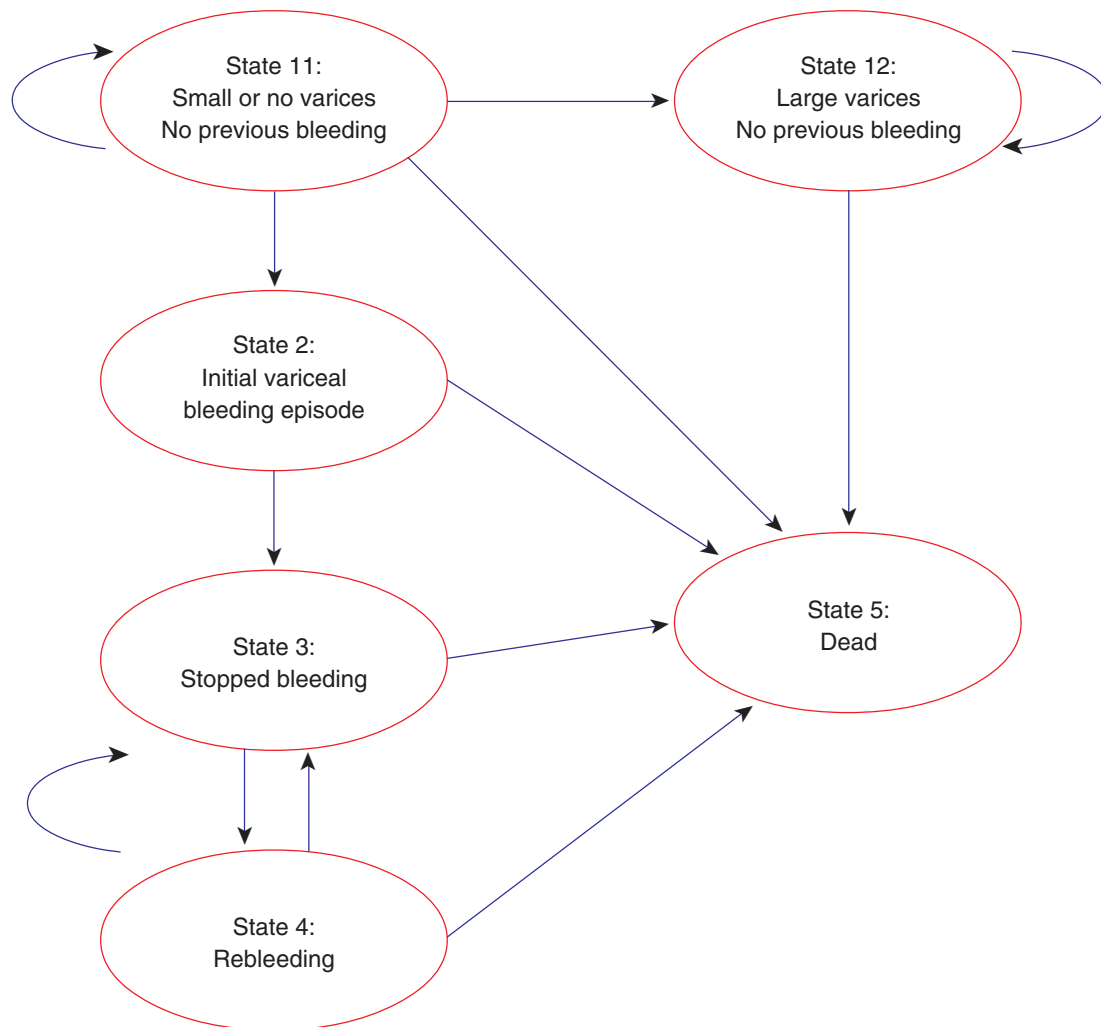 State 11:
Small or no varices
No previous bleeding
State 12:
Large varices
No previous bleeding
State 2:
Initial variceal
bleeding episode
State 3:
Stopped bleeding
State 5:
Dead
State 4:
Rebleeding